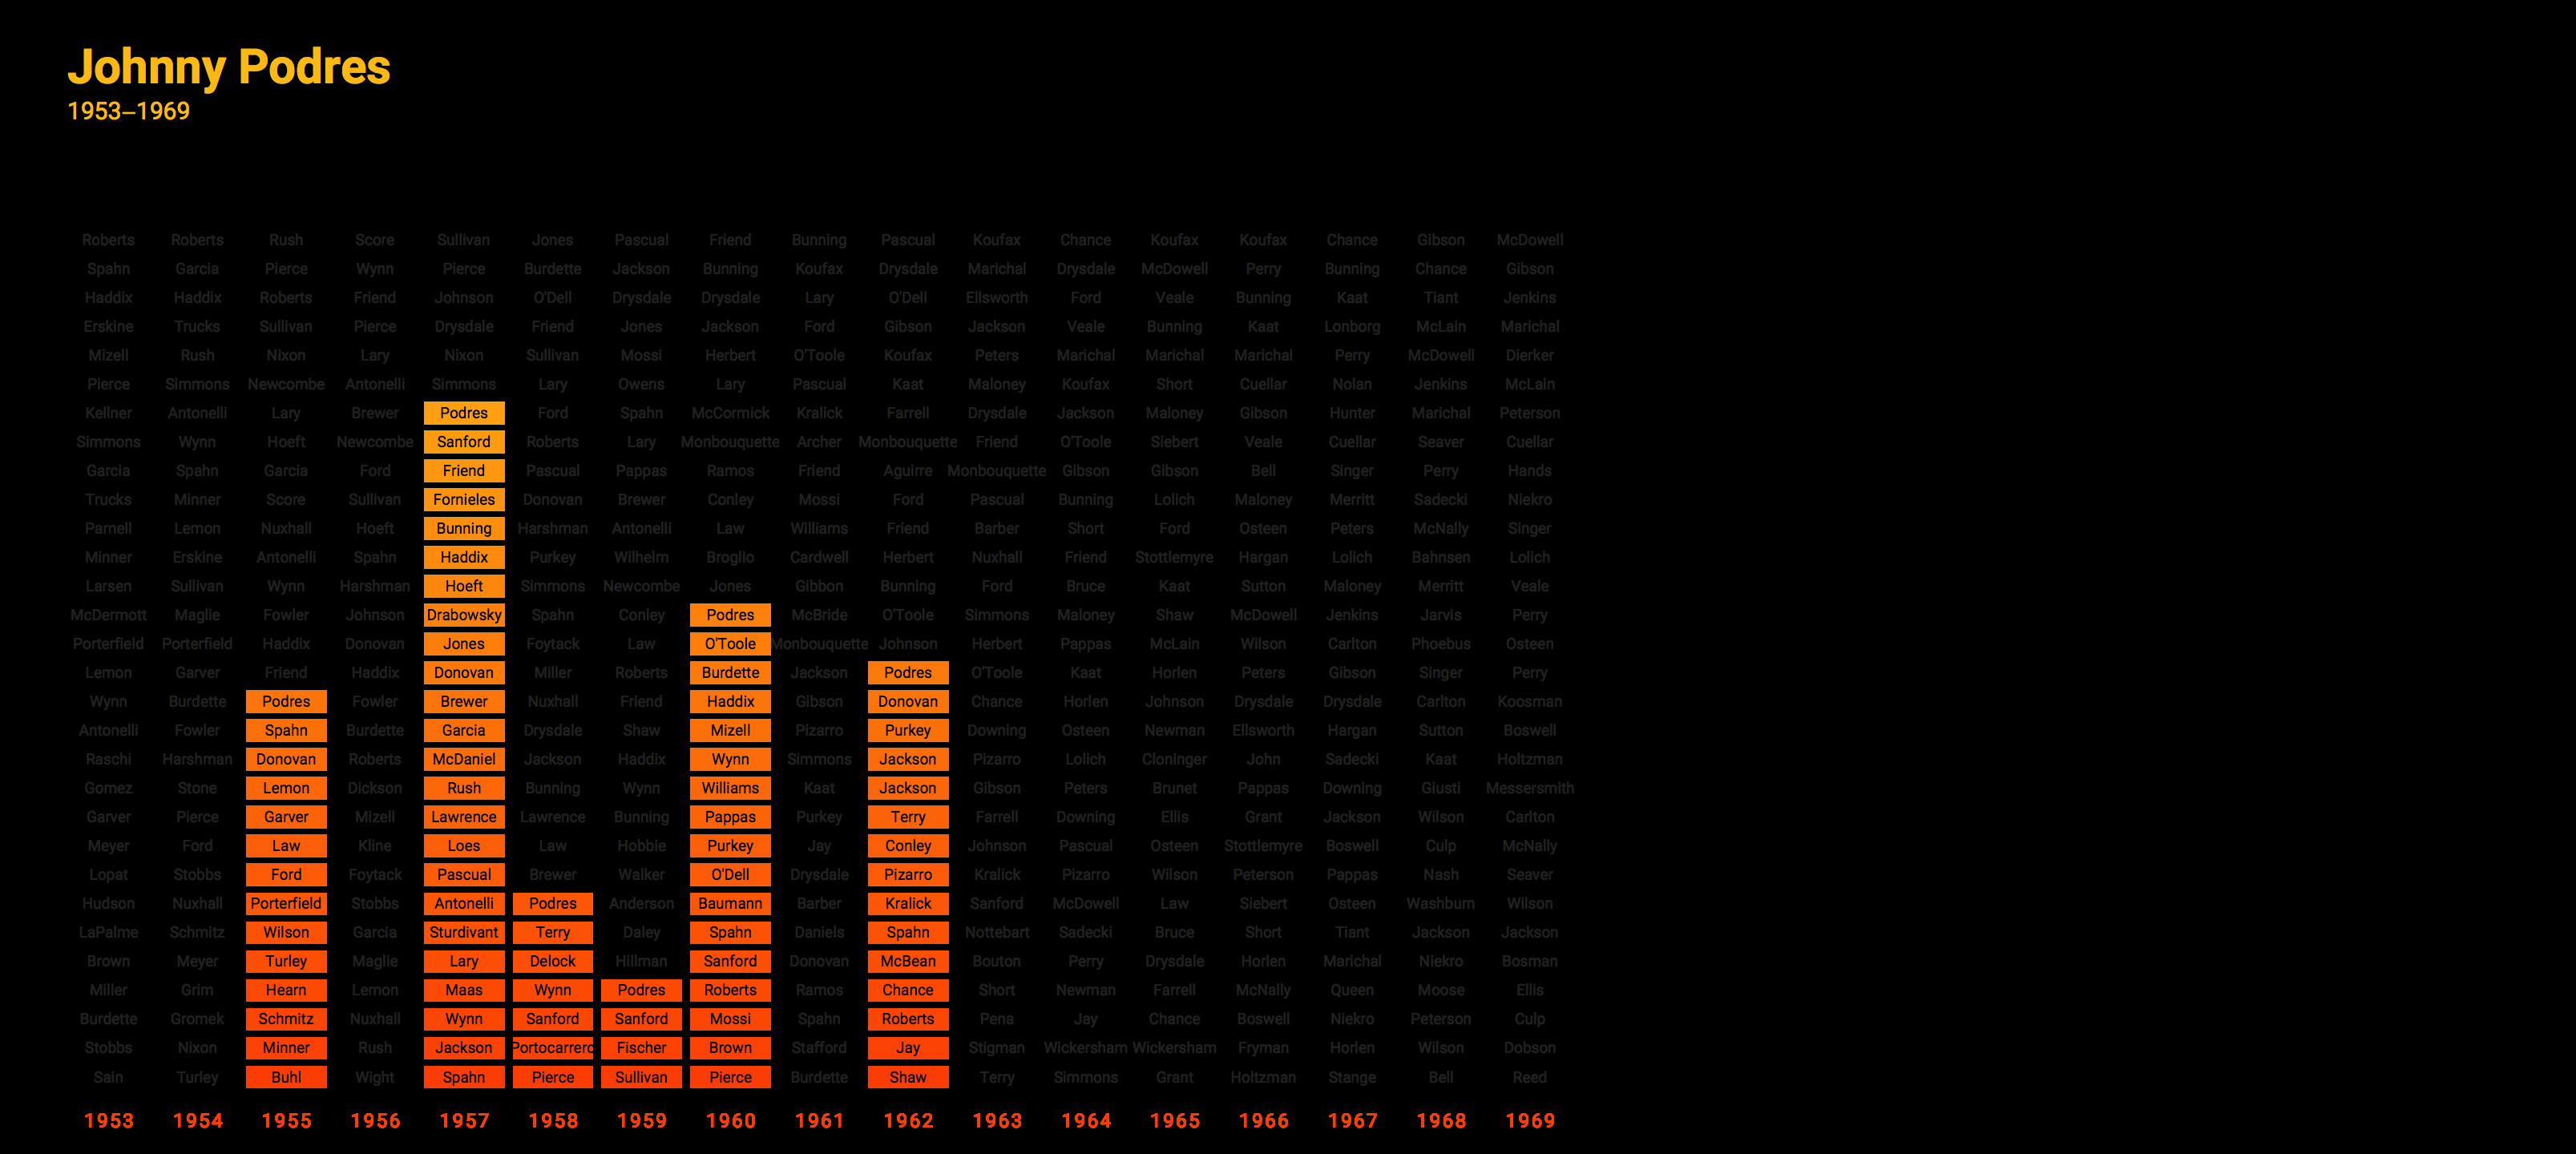 Johnny Podres
1953–1969
Roberts Roberts Rush Score Sullivan Jones Pascual Friend Bunning Pascual Koufax Chance Koufax Koufax Chance Gibson McDowell
Spahn Garcia Pierce Wynn Pierce Burdette Jackson Bunning Koufax Drysdale Marichal Drysdale McDowell Perry Bunning Chance Gibson
Haddix Haddix Roberts Friend Johnson O'Dell Drysdale Drysdale Lary O'Dell Ellsworth Ford Veale Bunning Kaat Tiant Jenkins
Erskine Trucks Sullivan Pierce Drysdale Friend Jones Jackson Ford Gibson Jackson Veale Bunning Kaat Lonborg McLain Marichal
Mizell Rush Nixon Lary Nixon Sullivan Mossi Herbert O'Toole Koufax Peters Marichal Marichal Marichal Perry McDowell Dierker
Pierce Simmons Newcombe Antonelli Simmons Lary Owens Lary Pascual Kaat Maloney Koufax Short Cuellar Nolan Jenkins McLain
Kellner Antonelli Lary Brewer Podres Ford Spahn McCormick Kralick Farrell Drysdale Jackson Maloney Gibson Hunter Marichal Peterson
Simmons Wynn Hoeft Newcombe Sanford Roberts Lary Monbouquette Archer Monbouquette Friend O'Toole Siebert Veale Cuellar Seaver Cuellar
Garcia Spahn Garcia Ford Friend Pascual Pappas Ramos Friend Aguirre Monbouquette Gibson Gibson Bell Singer Perry Hands
Trucks Minner Score Sullivan Fornieles Donovan Brewer Conley Mossi Ford Pascual Bunning Lolich Maloney Merritt Sadecki Niekro
Parnell Lemon Nuxhall Hoeft Bunning Harshman Antonelli Law Williams Friend Barber Short Ford Osteen Peters McNally Singer
Minner Erskine Antonelli Spahn Haddix Purkey Wilhelm Broglio Cardwell Herbert Nuxhall Friend Stottlemyre Hargan Lolich Bahnsen Lolich
Larsen Sullivan Wynn Harshman Hoeft Simmons Newcombe Jones Gibbon Bunning Ford Bruce Kaat Sutton Maloney Merritt Veale
McDermott Maglie Fowler Johnson Drabowsky Spahn Conley Podres McBride O'Toole Simmons Maloney Shaw McDowell Jenkins Jarvis Perry
Porterfield Porterfield Haddix Donovan Jones Foytack Law O'Toole Monbouquette Johnson Herbert Pappas McLain Wilson Carlton Phoebus Osteen
Lemon Garver Friend Haddix Donovan Miller Roberts Burdette Jackson Podres O'Toole Kaat Horlen Peters Gibson Singer Perry
Wynn Burdette Podres Fowler Brewer Nuxhall Friend Haddix Gibson Donovan Chance Horlen Johnson Drysdale Drysdale Carlton Koosman
Antonelli Fowler Spahn Burdette Garcia Drysdale Shaw Mizell Pizarro Purkey Downing Osteen Newman Ellsworth Hargan Sutton Boswell
Raschi Harshman Donovan Roberts McDaniel Jackson Haddix Wynn Simmons Jackson Pizarro Lolich Cloninger John Sadecki Kaat Holtzman
Gomez Stone Lemon Dickson Rush Bunning Wynn Williams Kaat Jackson Gibson Peters Brunet Pappas Downing Giusti Messersmith
Garver Pierce Garver Mizell Lawrence Lawrence Bunning Pappas Purkey Terry Farrell Downing Ellis Grant Jackson Wilson Carlton
Meyer Ford Law Kline Loes Law Hobbie Purkey Jay Conley Johnson Pascual Osteen Stottlemyre Boswell Culp McNally
Lopat Stobbs Ford Foytack Pascual Brewer Walker O'Dell Drysdale Pizarro Kralick Pizarro Wilson Peterson Pappas Nash Seaver
Hudson Nuxhall Porterfield Stobbs Antonelli Podres Anderson Baumann Barber Kralick Sanford McDowell Law Siebert Osteen Washburn Wilson
LaPalme Schmitz Wilson Garcia Sturdivant Terry Daley Spahn Daniels Spahn Nottebart Sadecki Bruce Short Tiant Jackson Jackson
Brown Meyer Turley Maglie Lary Delock Hillman Sanford Donovan McBean Bouton Perry Drysdale Horlen Marichal Niekro Bosman
Miller Grim Hearn Lemon Maas Wynn Podres Roberts Ramos Chance Short Newman Farrell McNally Queen Moose Ellis
Burdette Gromek Schmitz Nuxhall Wynn Sanford Sanford Mossi Spahn Roberts Pena Jay Chance Boswell Niekro Peterson Culp
Stobbs Nixon Minner Rush Jackson Portocarrero Fischer Brown Stafford Jay Stigman Wickersham Wickersham Fryman Horlen Wilson Dobson
Sain Turley Buhl Wight Spahn Pierce Sullivan Pierce Burdette Shaw Terry Simmons Grant Holtzman Stange Bell Reed
1953 1954 1955 1956 1957 1958 1959 1960 1961 1962 1963 1964 1965 1966 1967 1968 1969